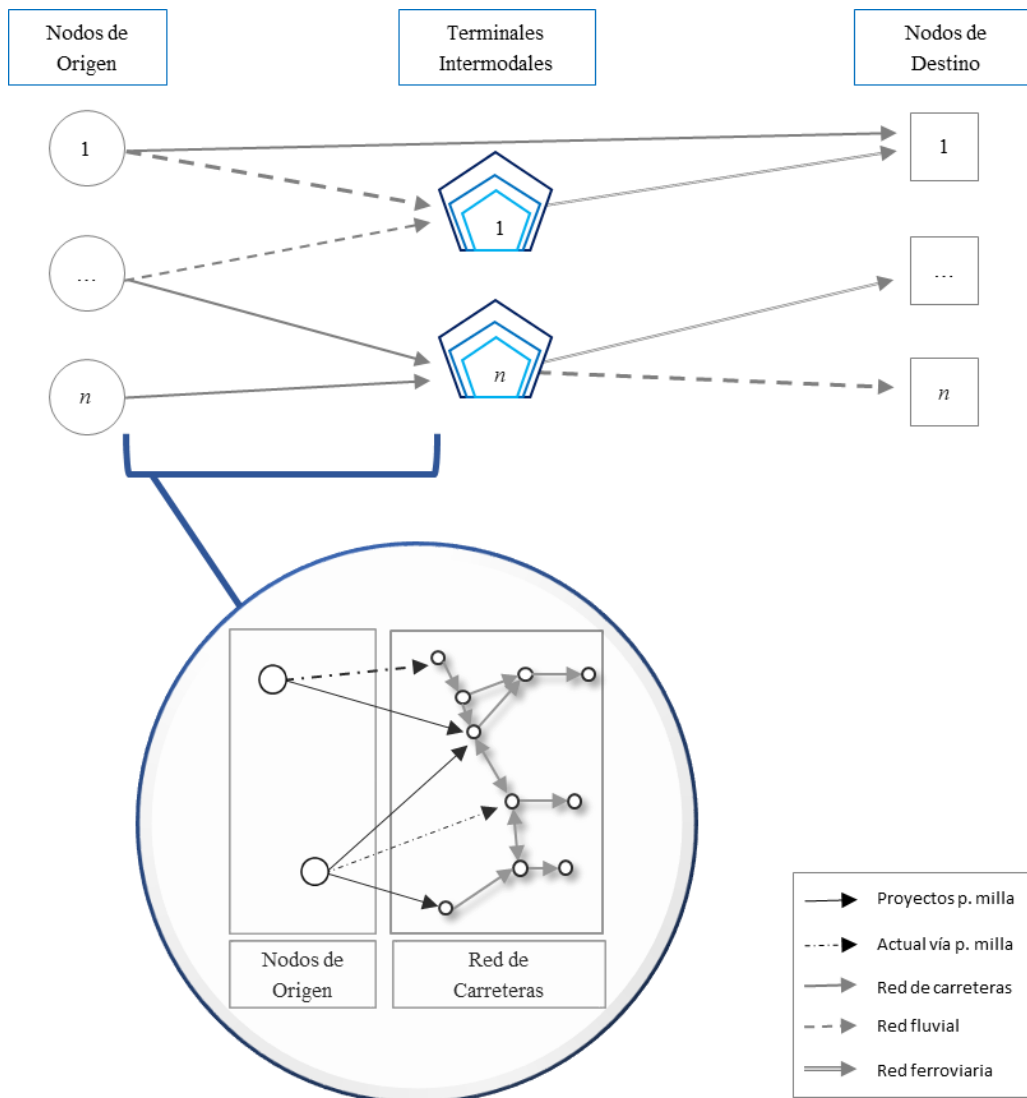 Nodos de
Origen
Terminales
Intermodales
Nodos de
Destino
1
1
1
...
...
n
n
n
Nodos de
Origen
Red de
Carreteras
Proyectos p. milla
Actual vía p. milla
Red de carreteras
Red fluvial
Red ferroviaria